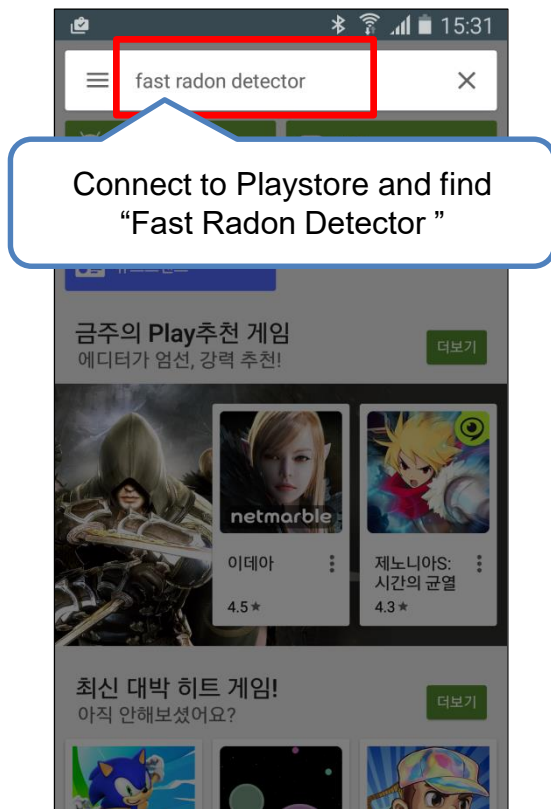 15:31
fast radon detector
Connect to Playstore and find
“Fast Radon Detector ”
금주의 Play추천 게임
에디터가 엄선, 강력 추천!
더보기
netmarble
이데아
4.5★
제노니아S:
시간의 균열
4.3★
최신 대박 히트 게임!
아직 안해보셨어요?
더보기